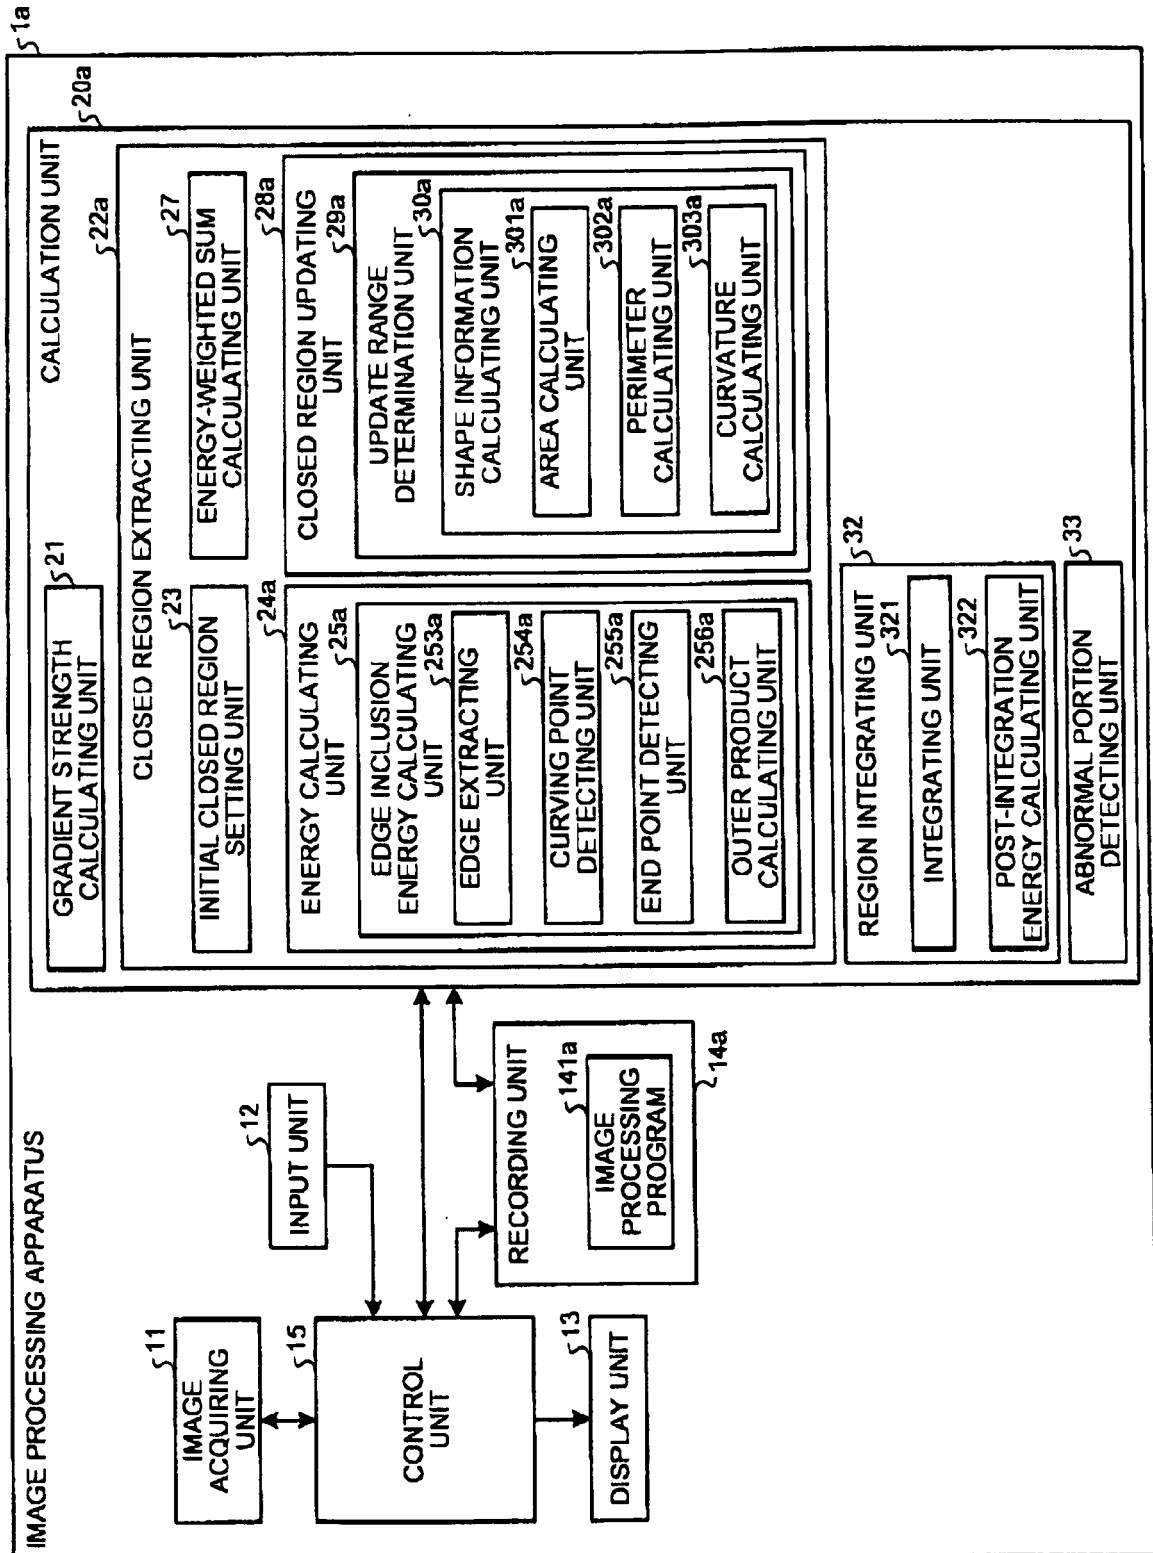 IMAGE PROCESSING APPARATUS
1a
11
IMAGE
ACQUIRING
UNIT
12
INPUT UNIT
15
CONTROL
UNIT
13
DISPLAY UNIT
RECORDING UNIT
141a
IMAGE
PROCESSING
PROGRAM
14a
20a
CALCULATION UNIT
21
GRADIENT STRENGTH
CALCULATING UNIT
22a
CLOSED REGION EXTRACTING UNIT
23
INITIAL CLOSED REGION
SETTING UNIT
27
ENERGY-WEIGHTED SUM
CALCULATING UNIT
24a
ENERGY CALCULATING
UNIT
25a
EDGE INCLUSION
ENERGY CALCULATING
UNIT
253a
EDGE EXTRACTING
UNIT
254a
CURVING POINT
DETECTING UNIT
255a
END POINT DETECTING
UNIT
256a
OUTER PRODUCT
CALCULATING UNIT
28a
CLOSED REGION UPDATING
UNIT
29a
UPDATE RANGE
DETERMINATION UNIT
30a
SHAPE INFORMATION
CALCULATING UNIT
301a
AREA CALCULATING
UNIT
302a
PERIMETER
CALCULATING UNIT
303a
CURVATURE
CALCULATING UNIT
32
REGION INTEGRATING UNIT
321
INTEGRATING UNIT
322
POST-INTEGRATION
ENERGY CALCULATING UNIT
33
ABNORMAL PORTION
DETECTING UNIT